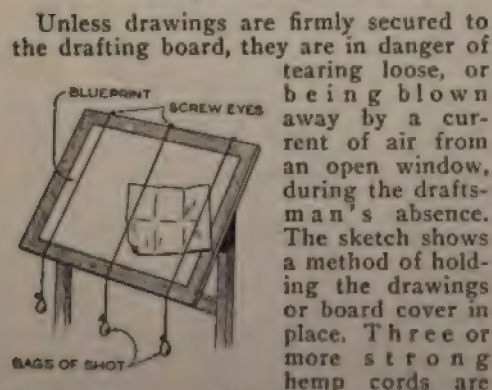 Unless drawings are firmly secured to
the drafting board, they are in danger of
tearing loose, or
being blown
away by a cur-
rent of air from
an open window,
during the drafts-
man's absence.
The sketch shows
a method of hold-
ing the drawings
or board cover in
place. Three or
more strong
hemp cords are
BLUEPRINT
SCREW EYES
BAGS OF SHOT